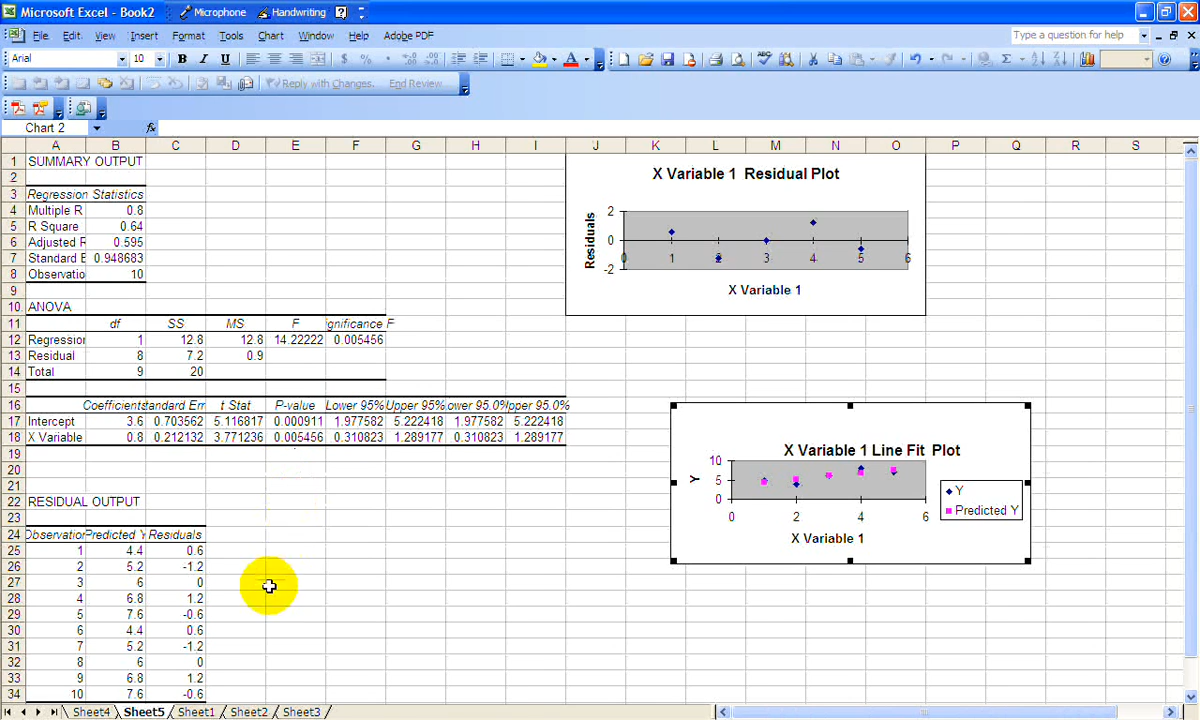 Microsoft Excel - Book2 Microphone Handwriting ?
File Edit View Insert Format Tools Chart Window Help Adobe PDF Type a question for help
Arial 10 B I U
Reply with Changes... End Review...
Chart 2 fx
A B C D E F G H I J K L M N O P Q R S
1 SUMMARY OUTPUT
2
3 Regression Statistics
4 Multiple R 0.8
5 R Square 0.64
6 Adjusted R 0.595
7 Standard E 0.948683
8 Observatio 10
9
10 ANOVA
11 df SS MS F ignificance F
12 Regression 1 12.8 12.8 14.22222 0.005456
13 Residual 8 7.2 0.9
14 Total 9 20
15
16 Coefficients tandard Err t Stat P-value Lower 95% Upper 95% ower 95.0% Ipper 95.0%
17 Intercept 3.6 0.703562 5.116817 0.000911 1.977582 5.222418 1.977582 5.222418
18 X Variable 0.8 0.212132 3.771236 0.005456 0.310823 1.289177 0.310823 1.289177
19
20
21
22 RESIDUAL OUTPUT
23
24 Observation Predicted Y Residuals
25 1 4.4 0.6
26 2 5.2 -1.2
27 3 6 0
28 4 6.8 1.2
29 5 7.6 -0.6
30 6 4.4 0.6
31 7 5.2 -1.2
32 8 6 0
33 9 6.8 1.2
34 10 7.6 -0.6
X Variable 1 Residual Plot
Residuals
2
0
-2
0 1 2 3 4 5 6
X Variable 1
X Variable 1 Line Fit Plot
Y
10
5
0
0 2 4 6
X Variable 1
Y
Predicted Y
Sheet4 Sheet5 Sheet1 Sheet2 Sheet3